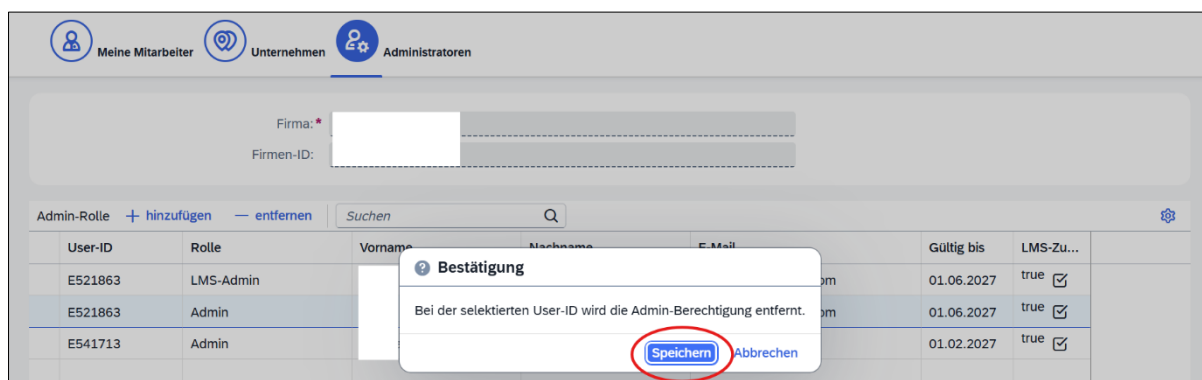 Meine Mitarbeiter Unternehmen Administratoren
Firma:*
Firmen-ID:
Admin-Rolle + hinzufügen — entfernen Suchen
User-ID Rolle Vorname Nachname E-Mail Gültig bis LMS-Zu...
E521863 LMS-Admin om 01.06.2027 true
E521863 Admin om 01.06.2027 true
E541713 Admin 01.02.2027 true
Bestätigung
Bei der selektierten User-ID wird die Admin-Berechtigung entfernt.
Speichern Abbrechen